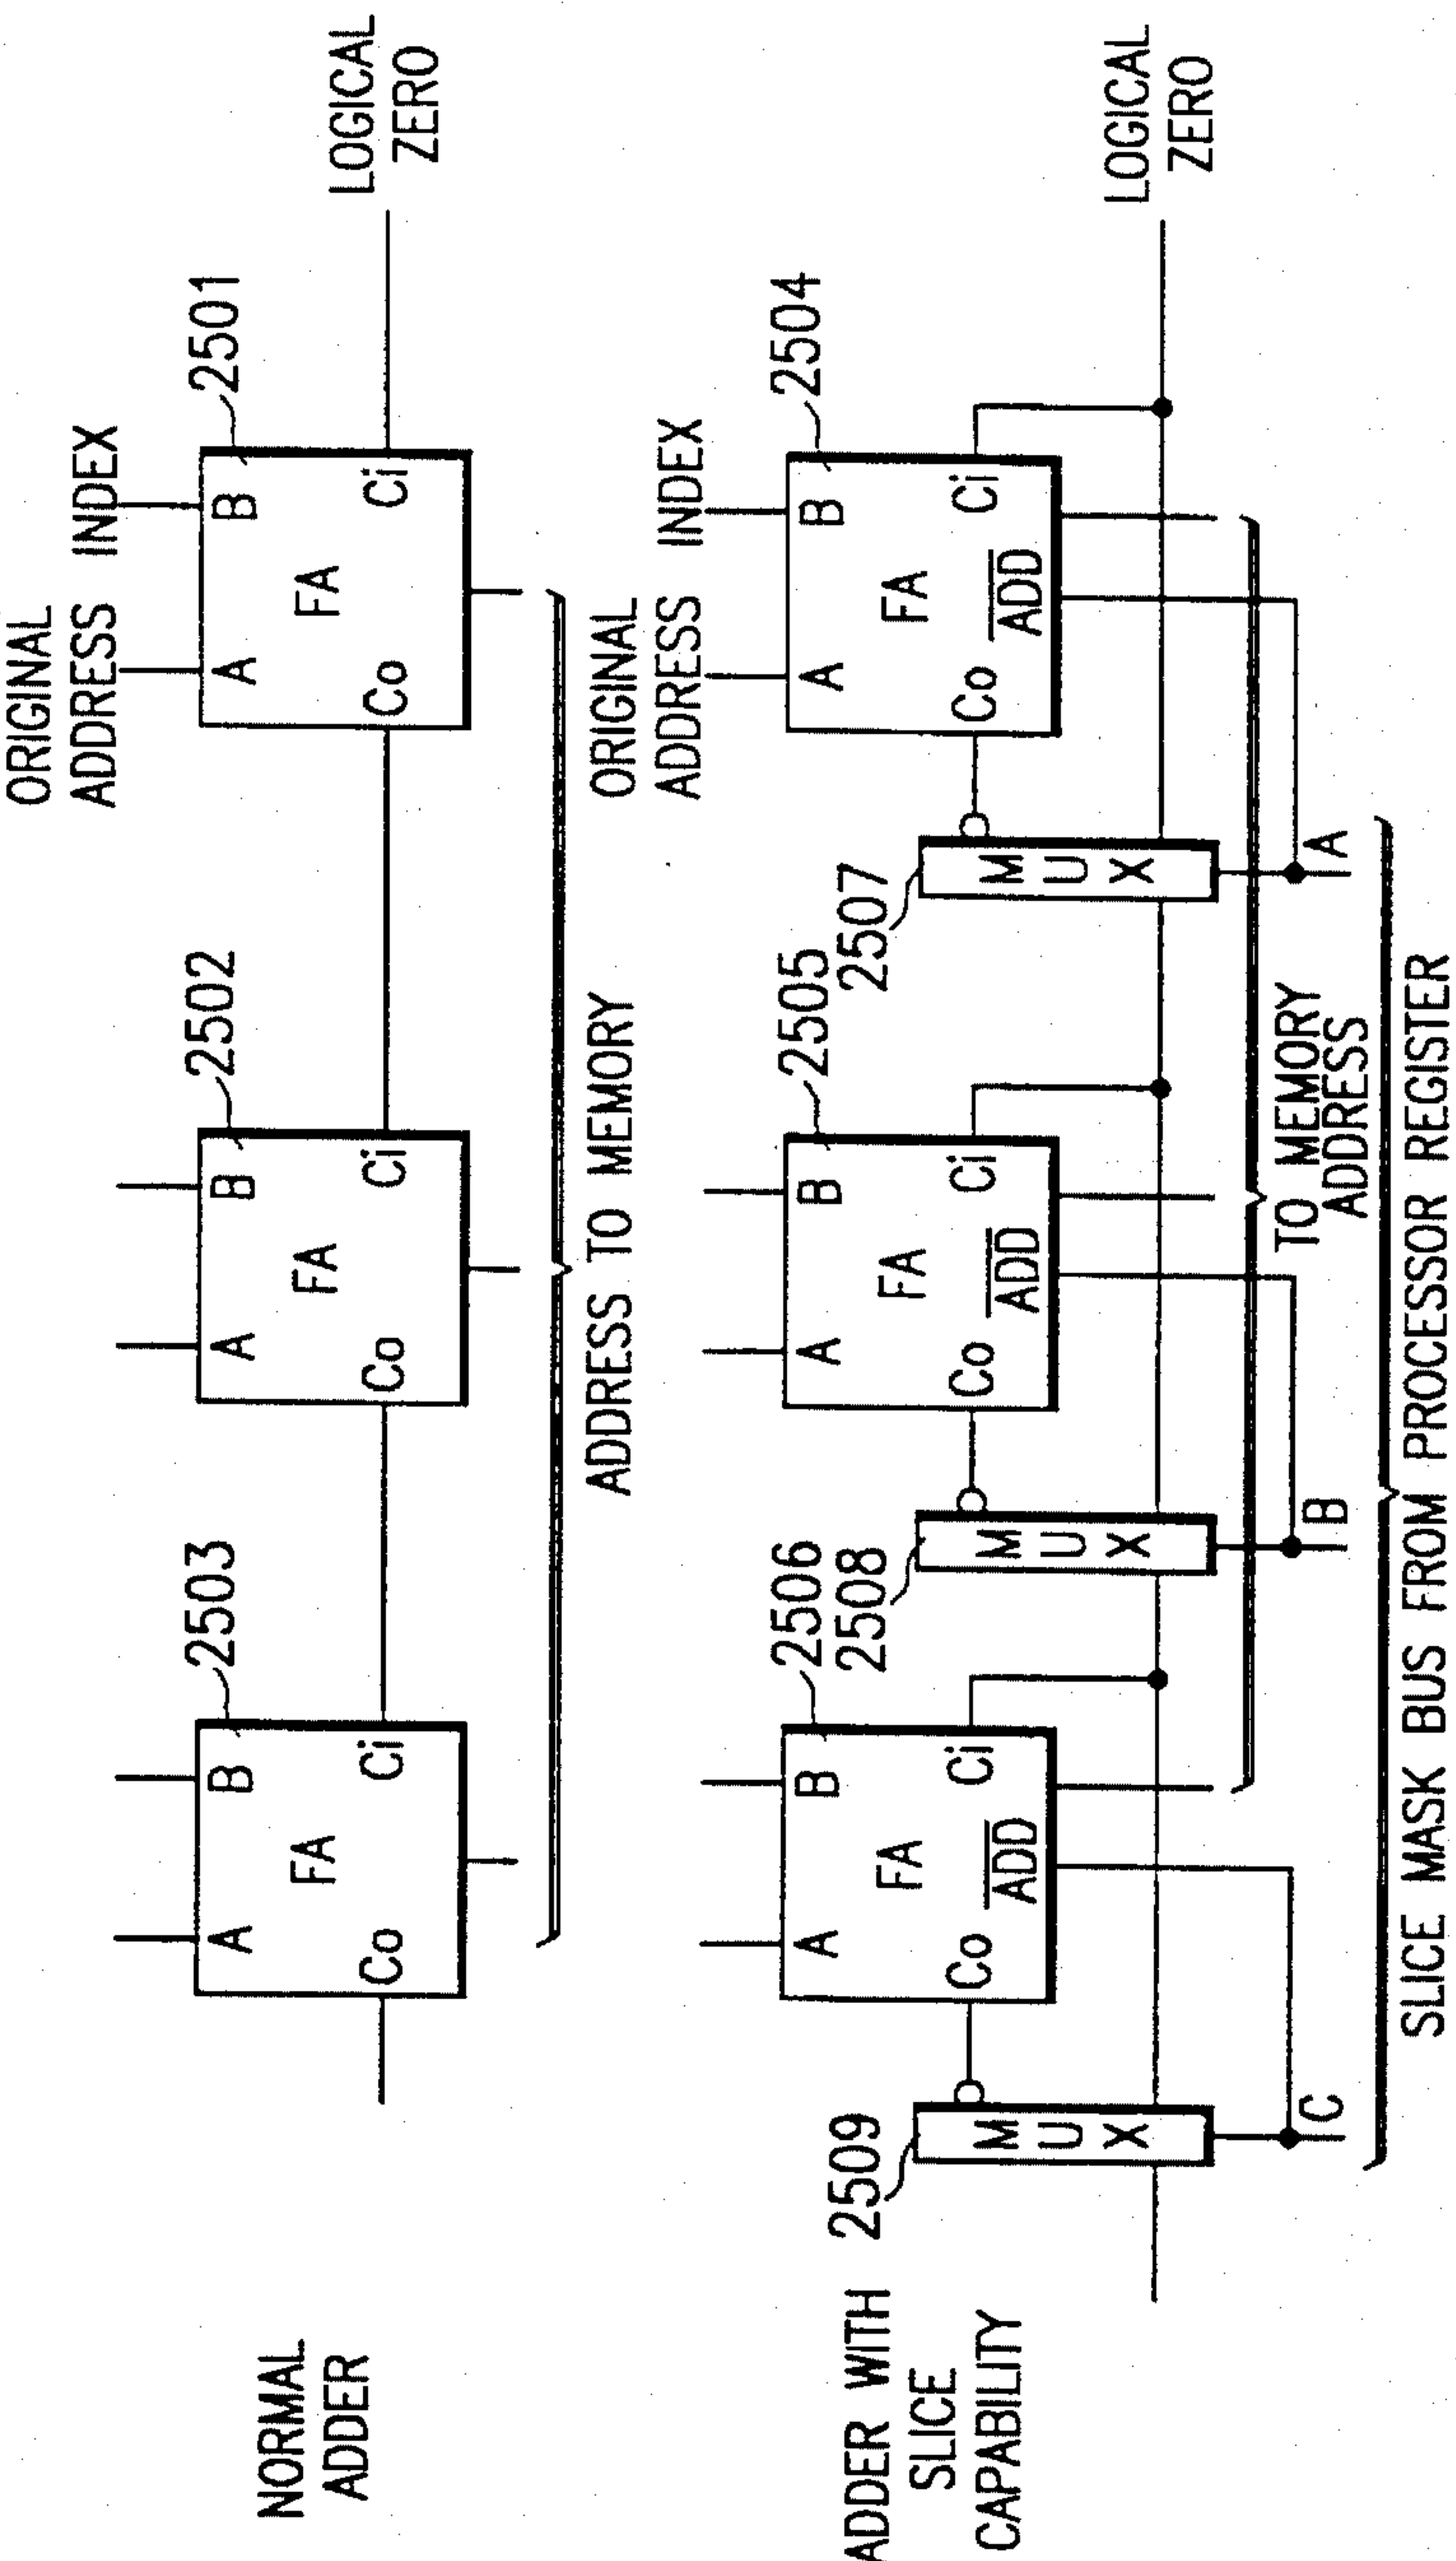 ORIGINAL
ADDRESS INDEX
2503
2502
2501
A B
A B
A B
FA
FA
FA
Co Ci
Co Ci
Co Ci
LOGICAL
ZERO
NORMAL
ADDER
ADDRESS TO MEMORY
ORIGINAL
ADDRESS INDEX
2506
2505
2504
A B
A B
A B
FA
FA
FA
Co Ci
Co Ci
Co Ci
ADD
ADD
ADD
2509
2508
2507
MUX
MUX
MUX
LOGICAL
ZERO
ADDER WITH
SLICE
CAPABILITY
TO MEMORY
ADDRESS
C
B
A
SLICE MASK BUS FROM PROCESSOR REGISTER